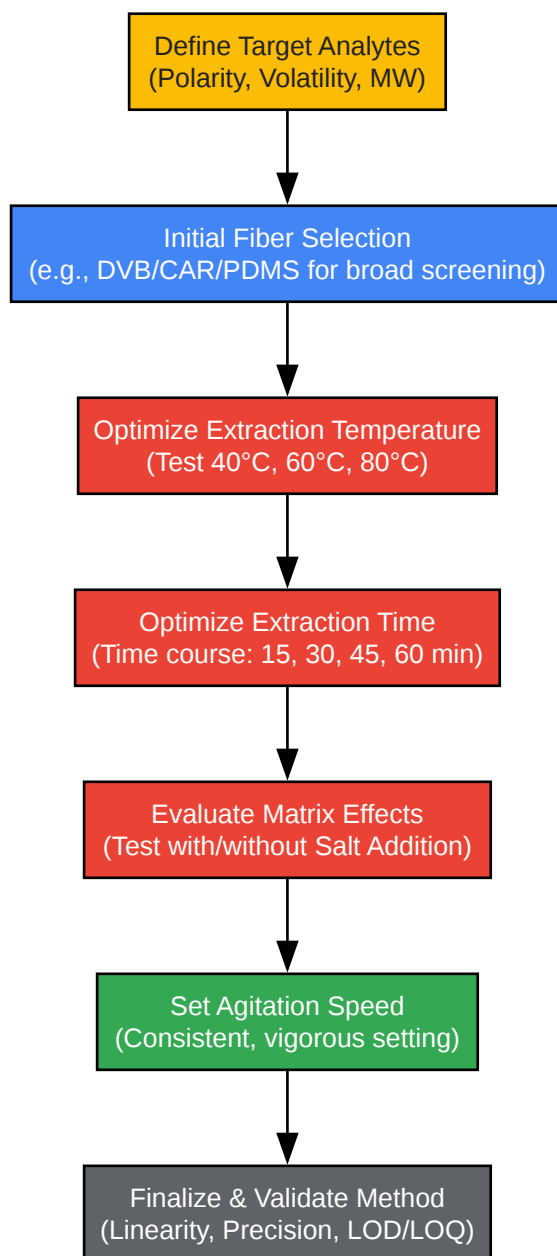 Define Target Analytes
(Polarity, Volatility, MW)
Initial Fiber Selection
(e.g., DVB/CAR/PDMS for broad screening)
Optimize Extraction Temperature
(Test 40°C, 60°C, 80°C)
Optimize Extraction Time
(Time course: 15, 30, 45, 60 min)
Evaluate Matrix Effects
(Test with/without Salt Addition)
Set Agitation Speed
(Consistent, vigorous setting)
Finalize & Validate Method
(Linearity, Precision, LOD/LOQ)